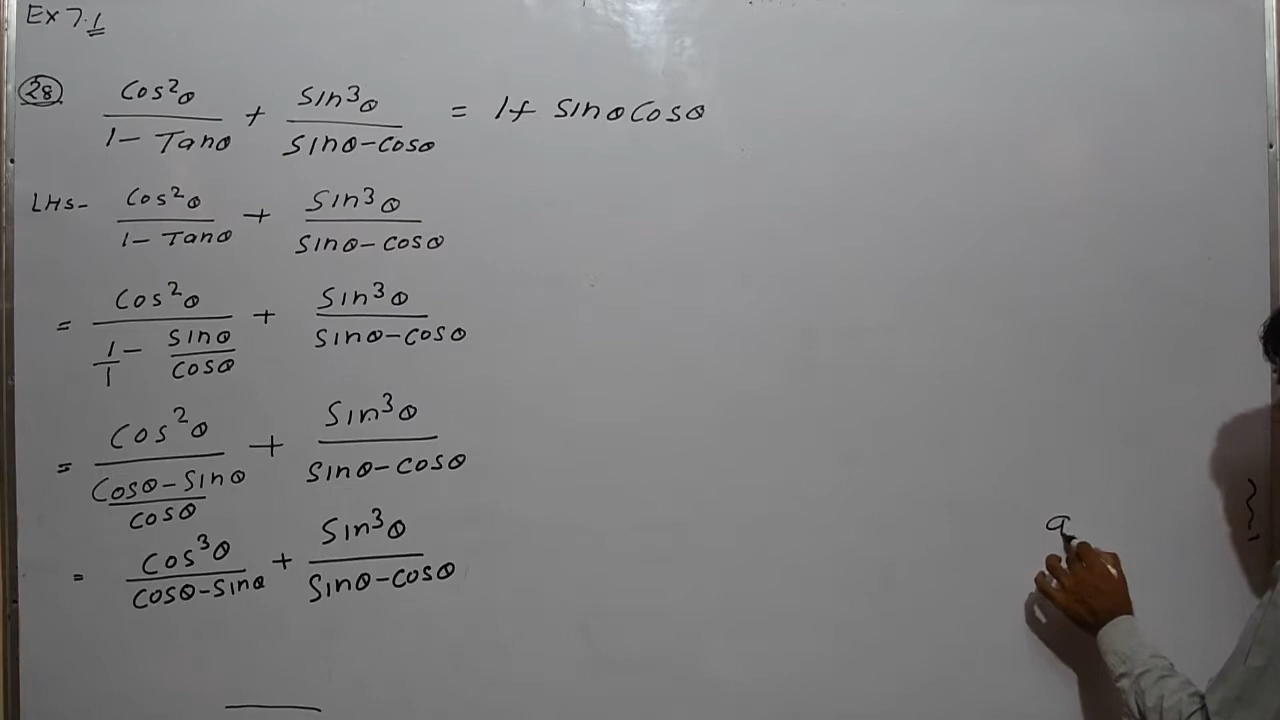 Ex 7.1
28. Cos²θ / 1 - Tanθ + Sin³θ / Sinθ - Cosθ = 1 + SinθCosθ
LHS - Cos²θ / 1 - Tanθ + Sin³θ / Sinθ - Cosθ
= Cos²θ / 1/1 - Sinθ/Cosθ + Sin³θ / Sinθ - Cosθ
= Cos²θ / Cosθ - Sinθ/Cosθ + Sin³θ / Sinθ - Cosθ
= Cos³θ / Cosθ - Sinθ + Sin³θ / Sinθ - Cosθ